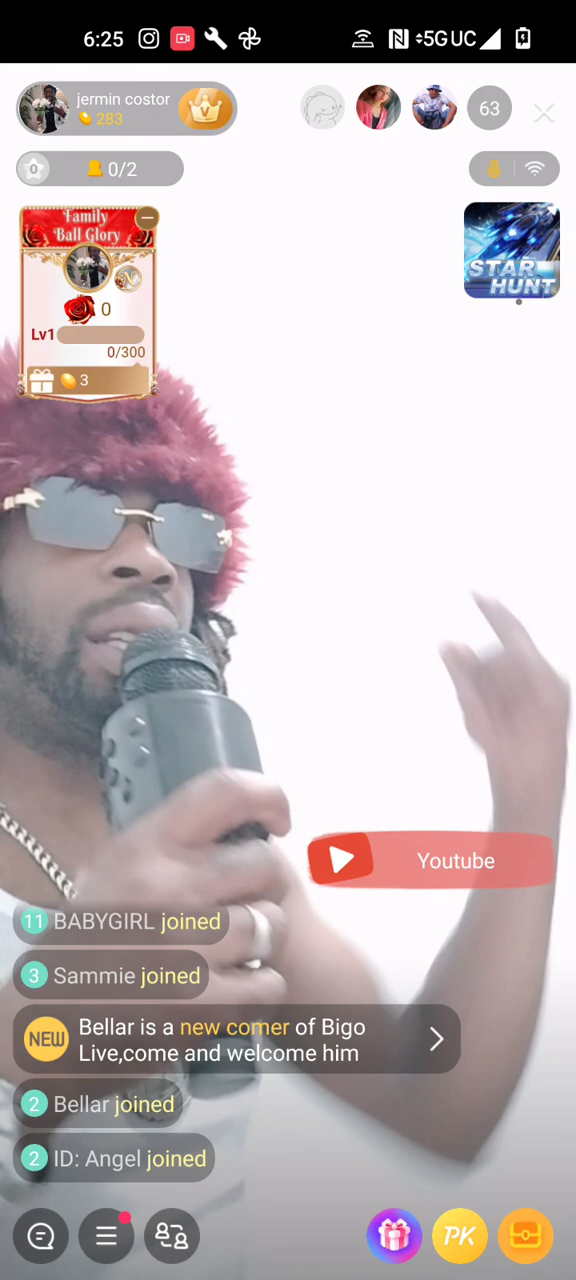 6:25
5G UC
jermin costor
283
V
63
0
0/2
Family
Ball Glory
0
Lv1
0/300
3
STAR
HUNT
Youtube
11 BABYGIRL joined
3 Sammie joined
NEW
Bellar is a new comer of Bigo
Live,come and welcome him
2 Bellar joined
2 ID: Angel joined
PK